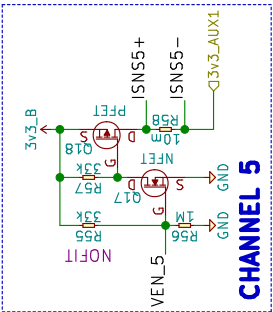 ISNS5+
ISNS5-
3v3_AUX1
3v3_B
PFET
S
D
Q18
G
R58
10m
33k
R57
NFET
D
S
Q17
G
GND
33k
R55
1M
R56
GND
NOFIT
VEN_5
CHANNEL 5